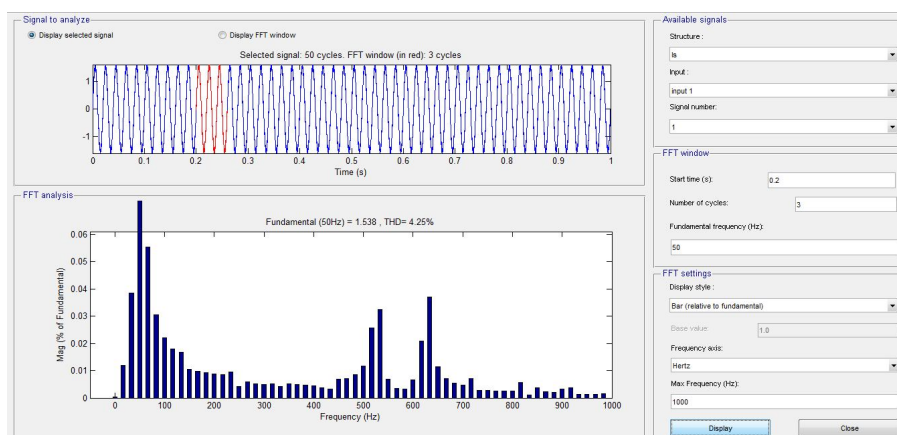 Signal to analyze
Display selected signal
Display FFT window
Selected signal: 50 cycles. FFT window (in red): 3 cycles
1
0
-1
0 0.1 0.2 0.3 0.4 0.5 0.6 0.7 0.8 0.9 1
Time (s)
FFT analysis
Fundamental (50Hz) = 1.538 , THD= 4.25%
Mag (% of Fundamental)
0.06
0.05
0.04
0.03
0.02
0.01
0
0 100 200 300 400 500 600 700 800 900 1000
Frequency (Hz)
Available signals
Structure :
Is
Input :
input 1
Signal number:
1
FFT window
Start time (s): 0.2
Number of cycles: 3
Fundamental frequency (Hz):
50
FFT settings
Display style :
Bar (relative to fundamental)
Base value: 1.0
Frequency axis:
Hertz
Max Frequency (Hz):
1000
Display Close